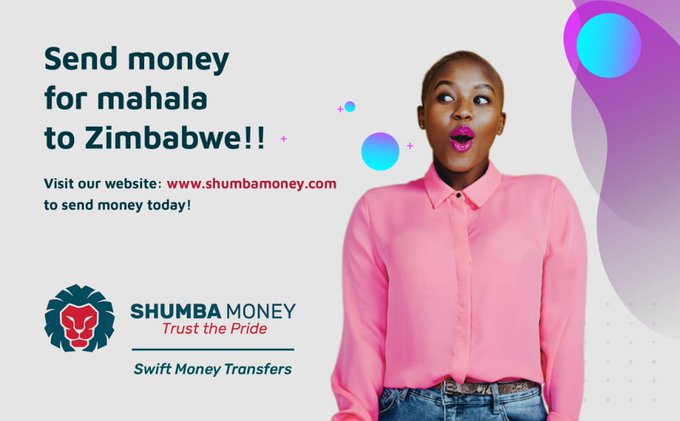 Send money
for mahala
to Zimbabwe!!
Visit our website: www.shumbamoney.com
to send money today!
SHUMBA MONEY
Trust the Pride
Swift Money Transfers